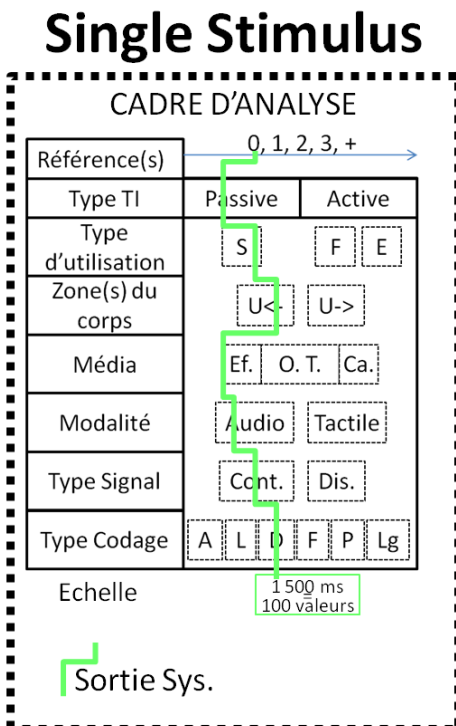 Single Stimulus
CADRE D'ANALYSE
Référence(s) 0, 1, 2, 3, +
Type TI Passive Active
Type
d'utilisation S F E
Zone(s) du
corps U<- U->
Média Ef. O. T. Ca.
Modalité Audio Tactile
Type Signal Cont. Dis.
Type Codage A L D F P Lg
Echelle 1 500 ms
=
100 valeurs
Sortie Sys.